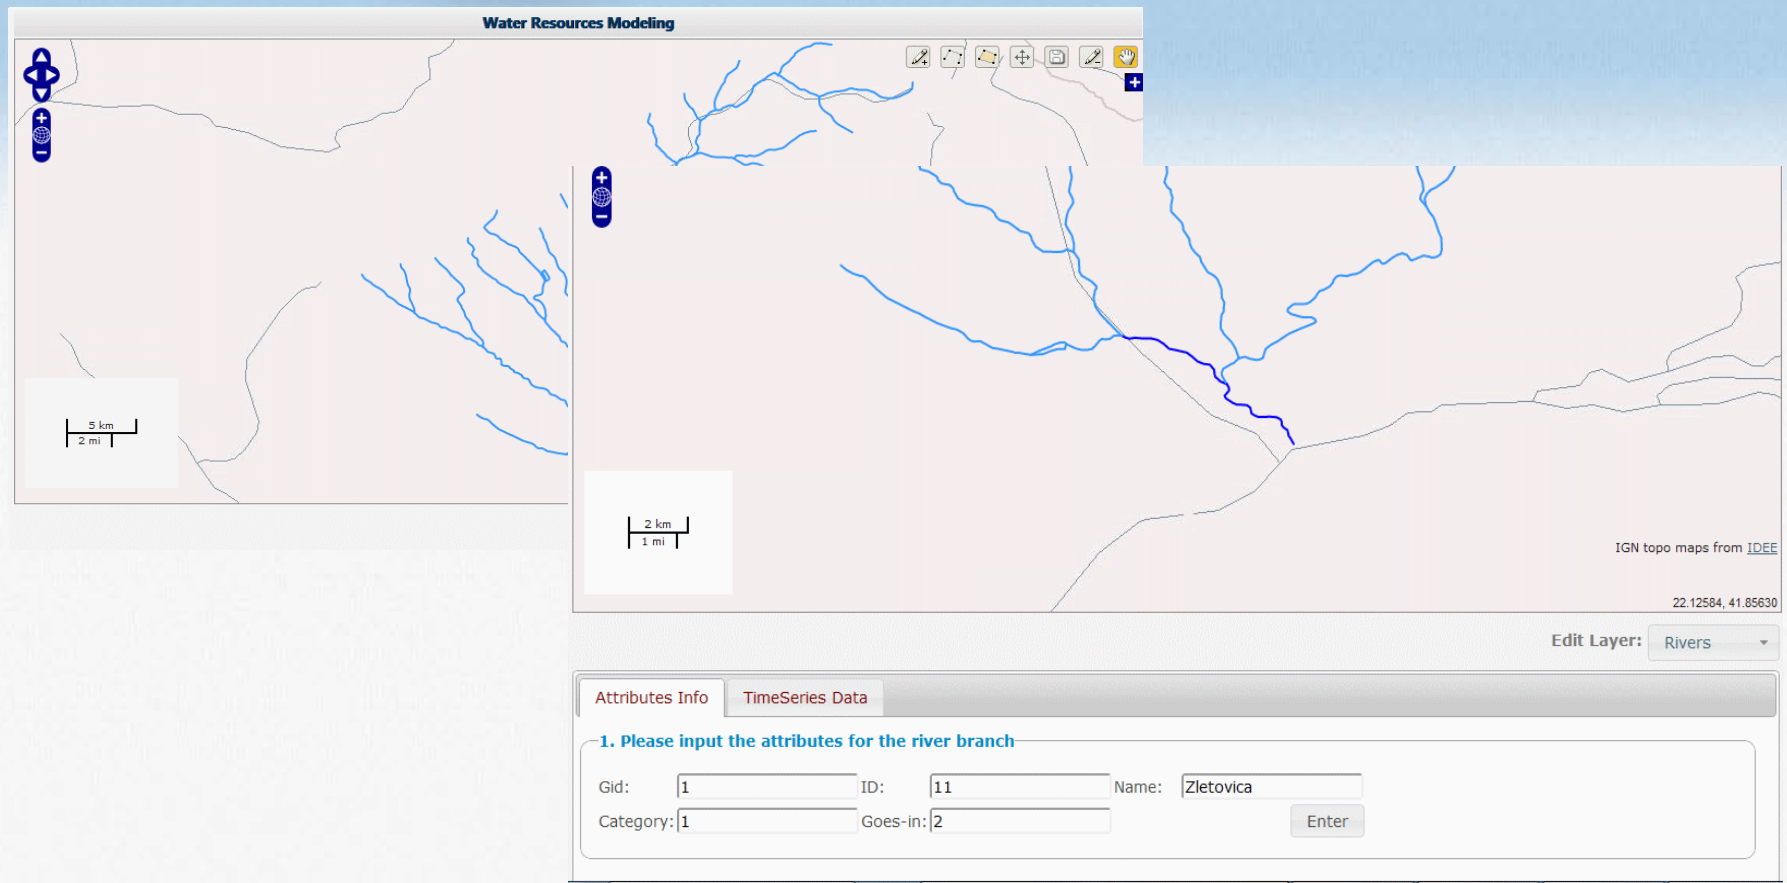 Water Resources Modeling
5 km
2 mi
2 km
1 mi
IGN topo maps from IDEE
22.12584, 41.85630
Edit Layer: Rivers
Attributes Info TimeSeries Data
1. Please input the attributes for the river branch
Gid: 1 ID: 11 Name: Zletovica
Category: 1 Goes-in: 2 Enter